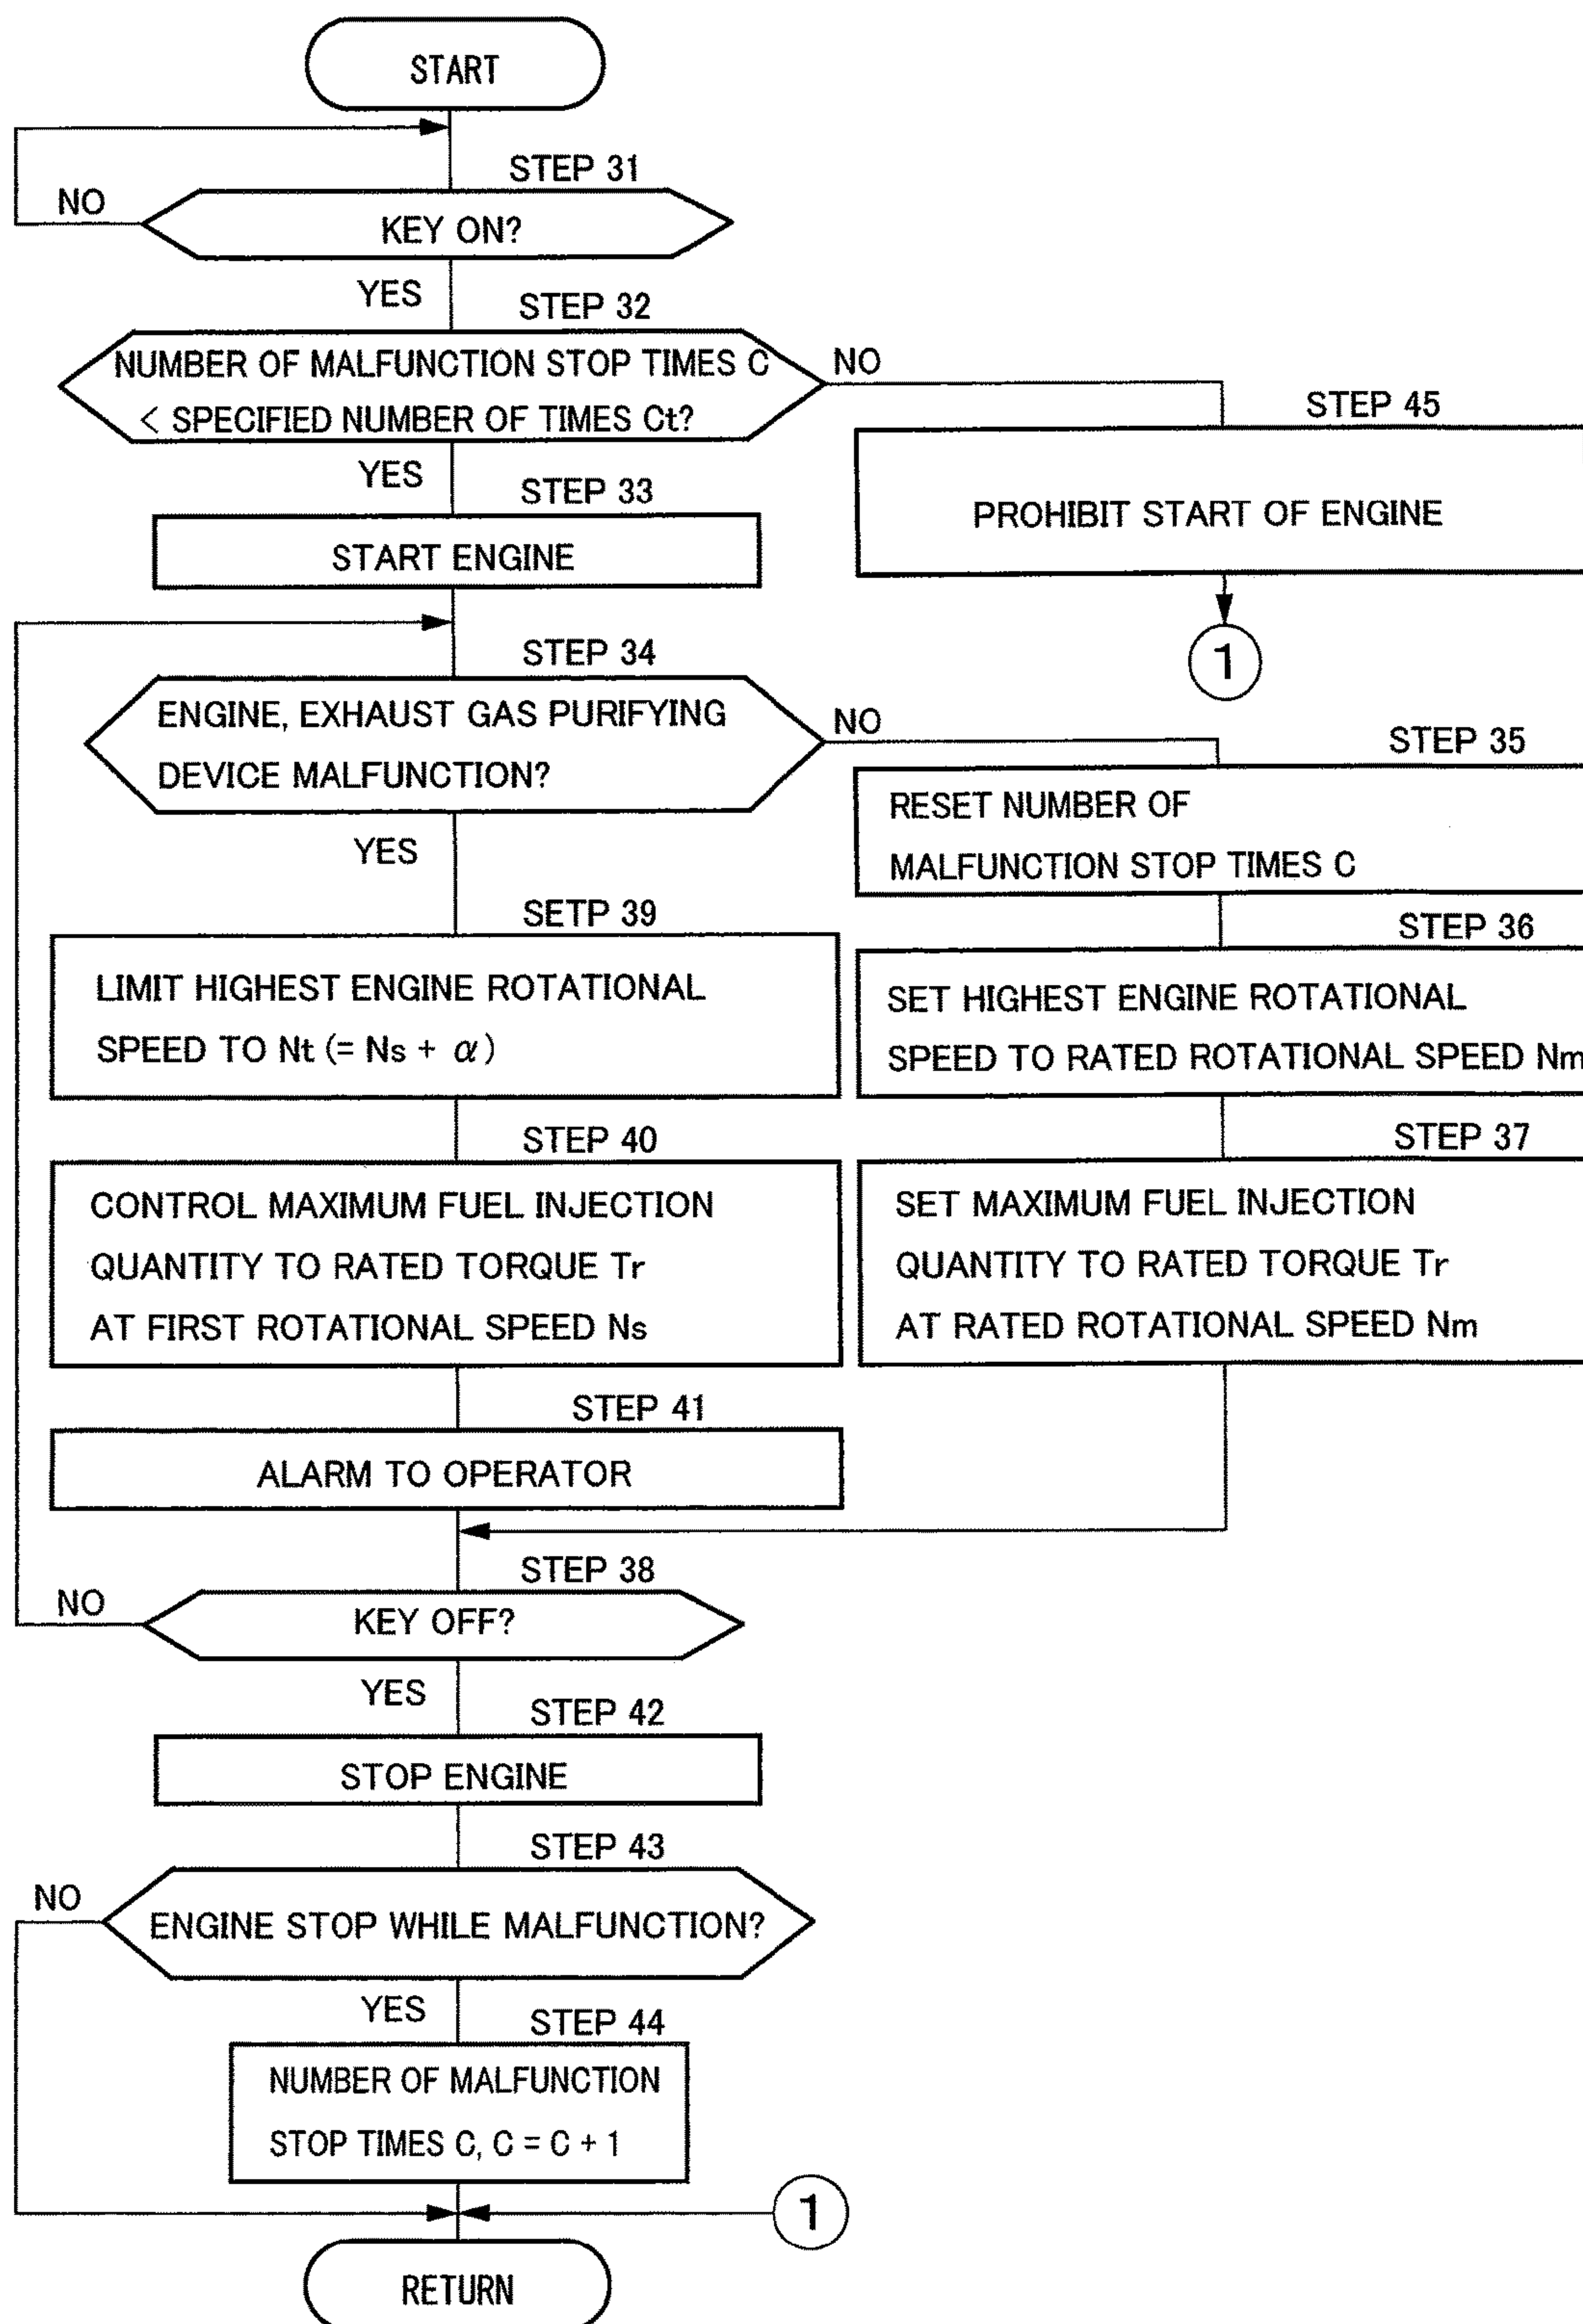 START
STEP 31
NO
KEY ON?
YES
STEP 32
NUMBER OF MALFUNCTION STOP TIMES C
< SPECIFIED NUMBER OF TIMES Ct?
NO
STEP 45
PROHIBIT START OF ENGINE
1
YES
STEP 33
START ENGINE
STEP 34
ENGINE, EXHAUST GAS PURIFYING
DEVICE MALFUNCTION?
NO
STEP 35
RESET NUMBER OF
MALFUNCTION STOP TIMES C
STEP 36
SET HIGHEST ENGINE ROTATIONAL
SPEED TO RATED ROTATIONAL SPEED Nm
STEP 37
SET MAXIMUM FUEL INJECTION
QUANTITY TO RATED TORQUE Tr
AT RATED ROTATIONAL SPEED Nm
YES
SETP 39
LIMIT HIGHEST ENGINE ROTATIONAL
SPEED TO Nt (= Ns + α)
STEP 40
CONTROL MAXIMUM FUEL INJECTION
QUANTITY TO RATED TORQUE Tr
AT FIRST ROTATIONAL SPEED Ns
STEP 41
ALARM TO OPERATOR
STEP 38
NO
KEY OFF?
YES
STEP 42
STOP ENGINE
STEP 43
NO
ENGINE STOP WHILE MALFUNCTION?
YES
STEP 44
NUMBER OF MALFUNCTION
STOP TIMES C, C = C + 1
1
RETURN